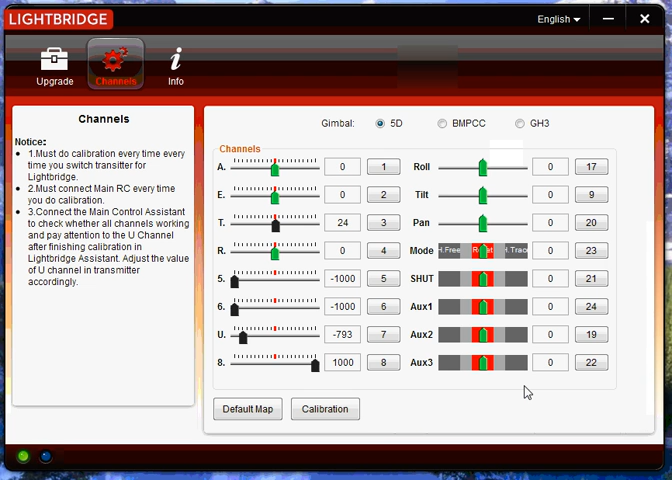 LIGHTBRIDGE
English
Upgrade
Channels
Info
Channels
Notice:
1.Must do calibration every time every
time you switch transitter for
Lightbridge.
2.Must connect Main RC every time
you do calibration.
3.Connect the Main Control Assistant
to check whether all channels working
and pay attention to the U Channel
after finishing calibration in
Lightbridge Assistant. Adjust the value
of U channel in transmitter
accordingly.
Gimbal: 5D BMPCC GH3
Channels
A. 0 1 Roll 0 17
E. 0 2 Tilt 0 9
T. 24 3 Pan 0 20
R. 0 4 Mode 0 23
5. -1000 5 SHUT 0 21
6. -1000 6 Aux1 0 24
U. -793 7 Aux2 0 19
8. 1000 8 Aux3 0 22
Default Map Calibration